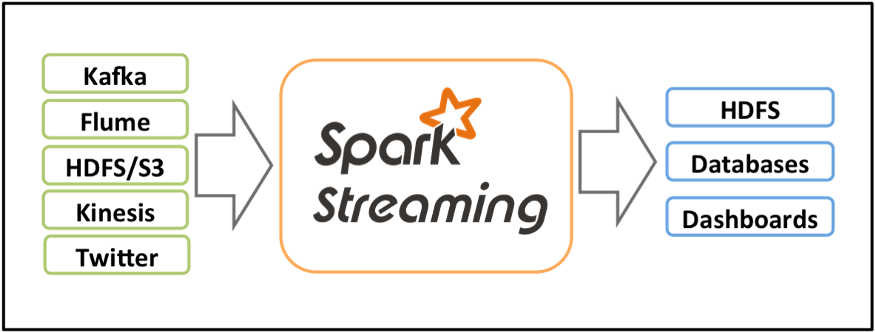 Kafka
Flume
HDFS/S3
Kinesis
Twitter
Spark
Streaming
HDFS
Databases
Dashboards